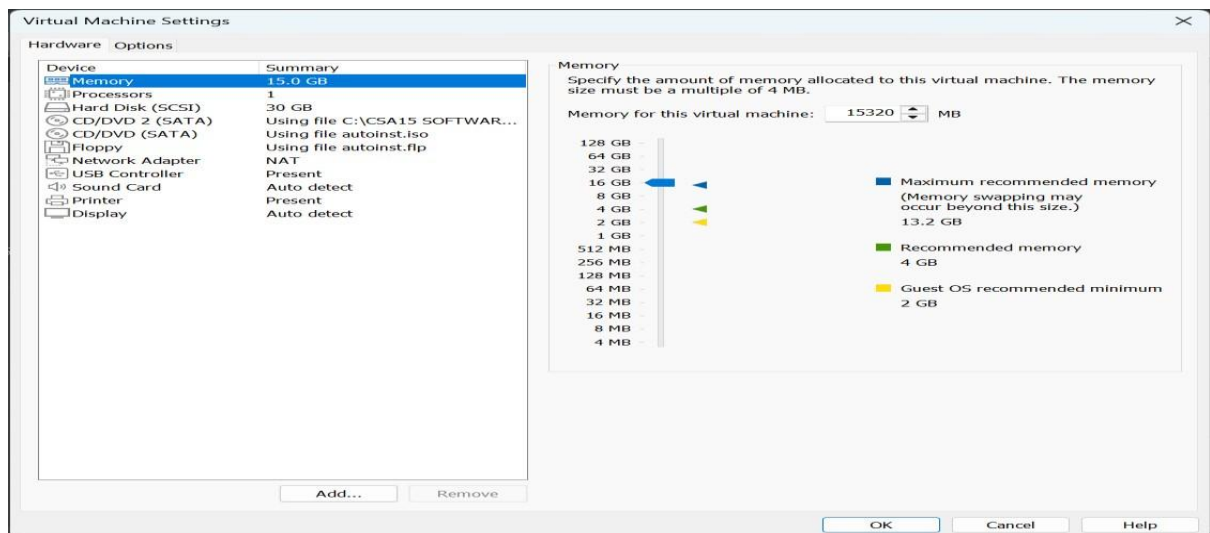 Virtual Machine Settings
Hardware Options
Device Summary
Memory 15.0 GB
Processors 1
Hard Disk (SCSI) 30 GB
CD/DVD 2 (SATA) Using file C:\CSA15 SOFTWAR...
CD/DVD (SATA) Using file autoinst.iso
Floppy Using file autoinst.flp
Network Adapter NAT
USB Controller Present
Sound Card Auto detect
Printer Present
Display Auto detect
Add... Remove
Memory
Specify the amount of memory allocated to this virtual machine. The memory
size must be a multiple of 4 MB.
Memory for this virtual machine: 15320 MB
128 GB
64 GB
32 GB
16 GB
8 GB
4 GB
2 GB
1 GB
512 MB
256 MB
128 MB
64 MB
32 MB
16 MB
8 MB
4 MB
Maximum recommended memory
(Memory swapping may
occur beyond this size.)
13.2 GB
Recommended memory
4 GB
Guest OS recommended minimum
2 GB
OK Cancel Help